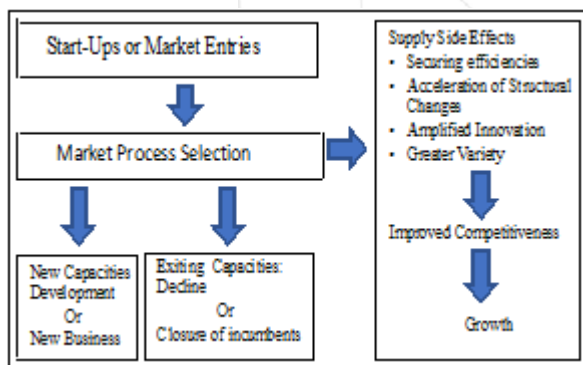 Start-Ups or Market Entries
Market Process Selection
New Capacities
Development
Or
New Business
Exiting Capacities:
Decline
Or
Closure of incumbents
Supply Side Effects
• Securing efficiencies
• Acceleration of Structural
Changes
• Amplified Innovation
• Greater Variety
Improved Competitiveness
Growth